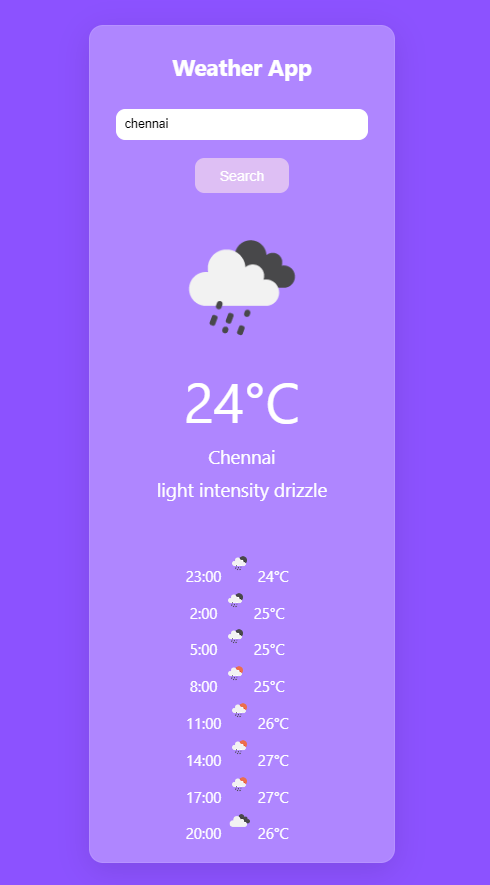 Weather App
chennai
Search
24°C
Chennai
light intensity drizzle
23:00 24°C
2:00 25°C
5:00 25°C
8:00 25°C
11:00 26°C
14:00 27°C
17:00 27°C
20:00 26°C